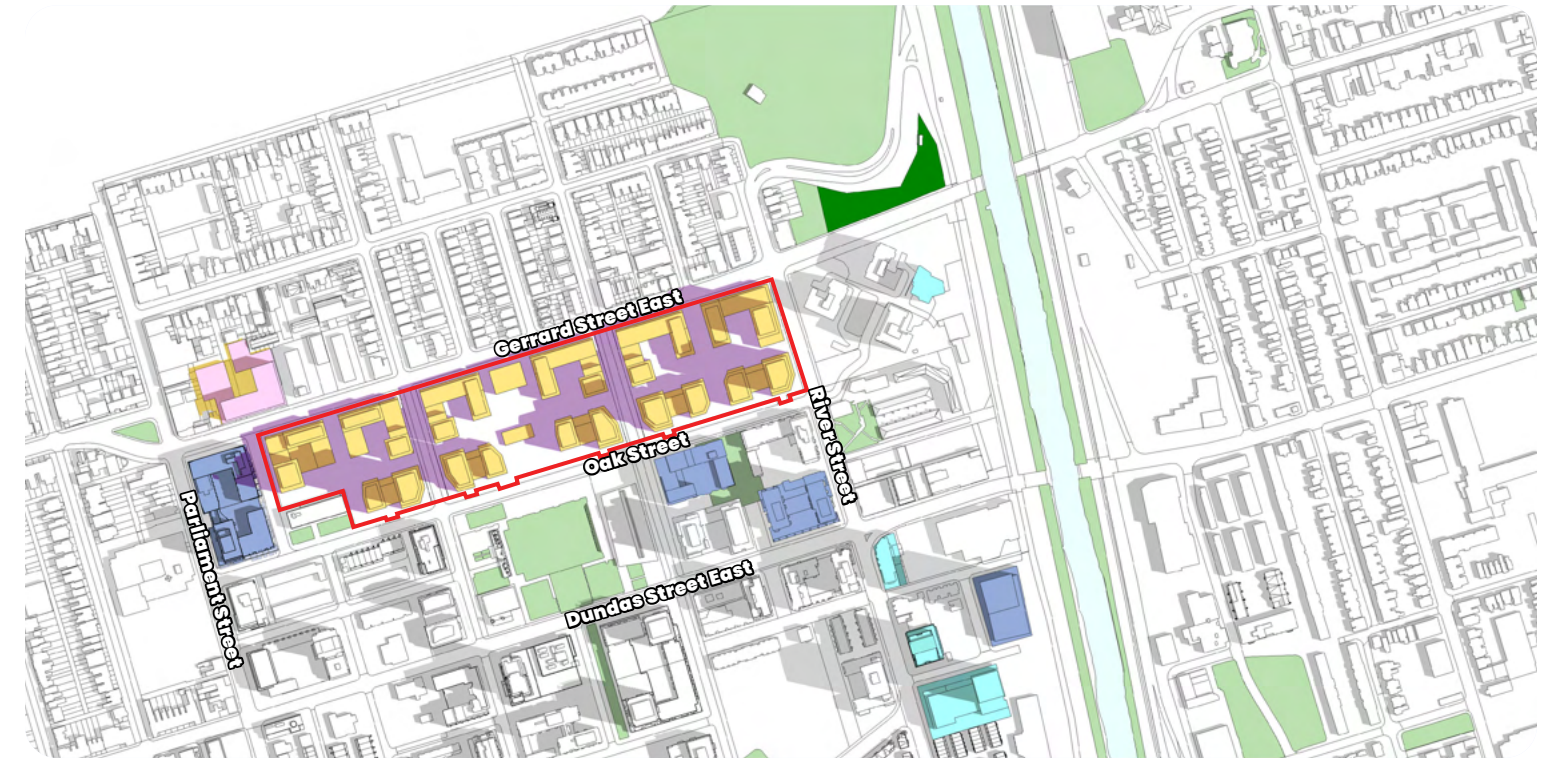 Gerrard Street East
Oak Street
River Street
Parliament Street
Dundas Street East